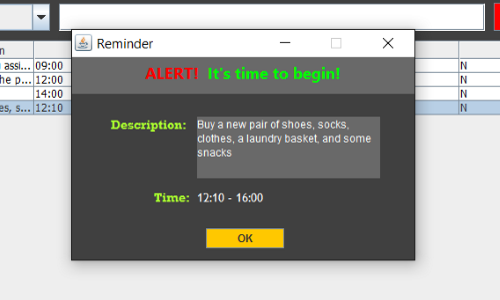 Reminder
n
assi... 09:00 N
he p... 12:00 N
14:00 N
es, s... 12:10 N
ALERT! It's time to begin!
Description: Buy a new pair of shoes, socks,
clothes, a laundry basket, and some
snacks
Time: 12:10 - 16:00
OK